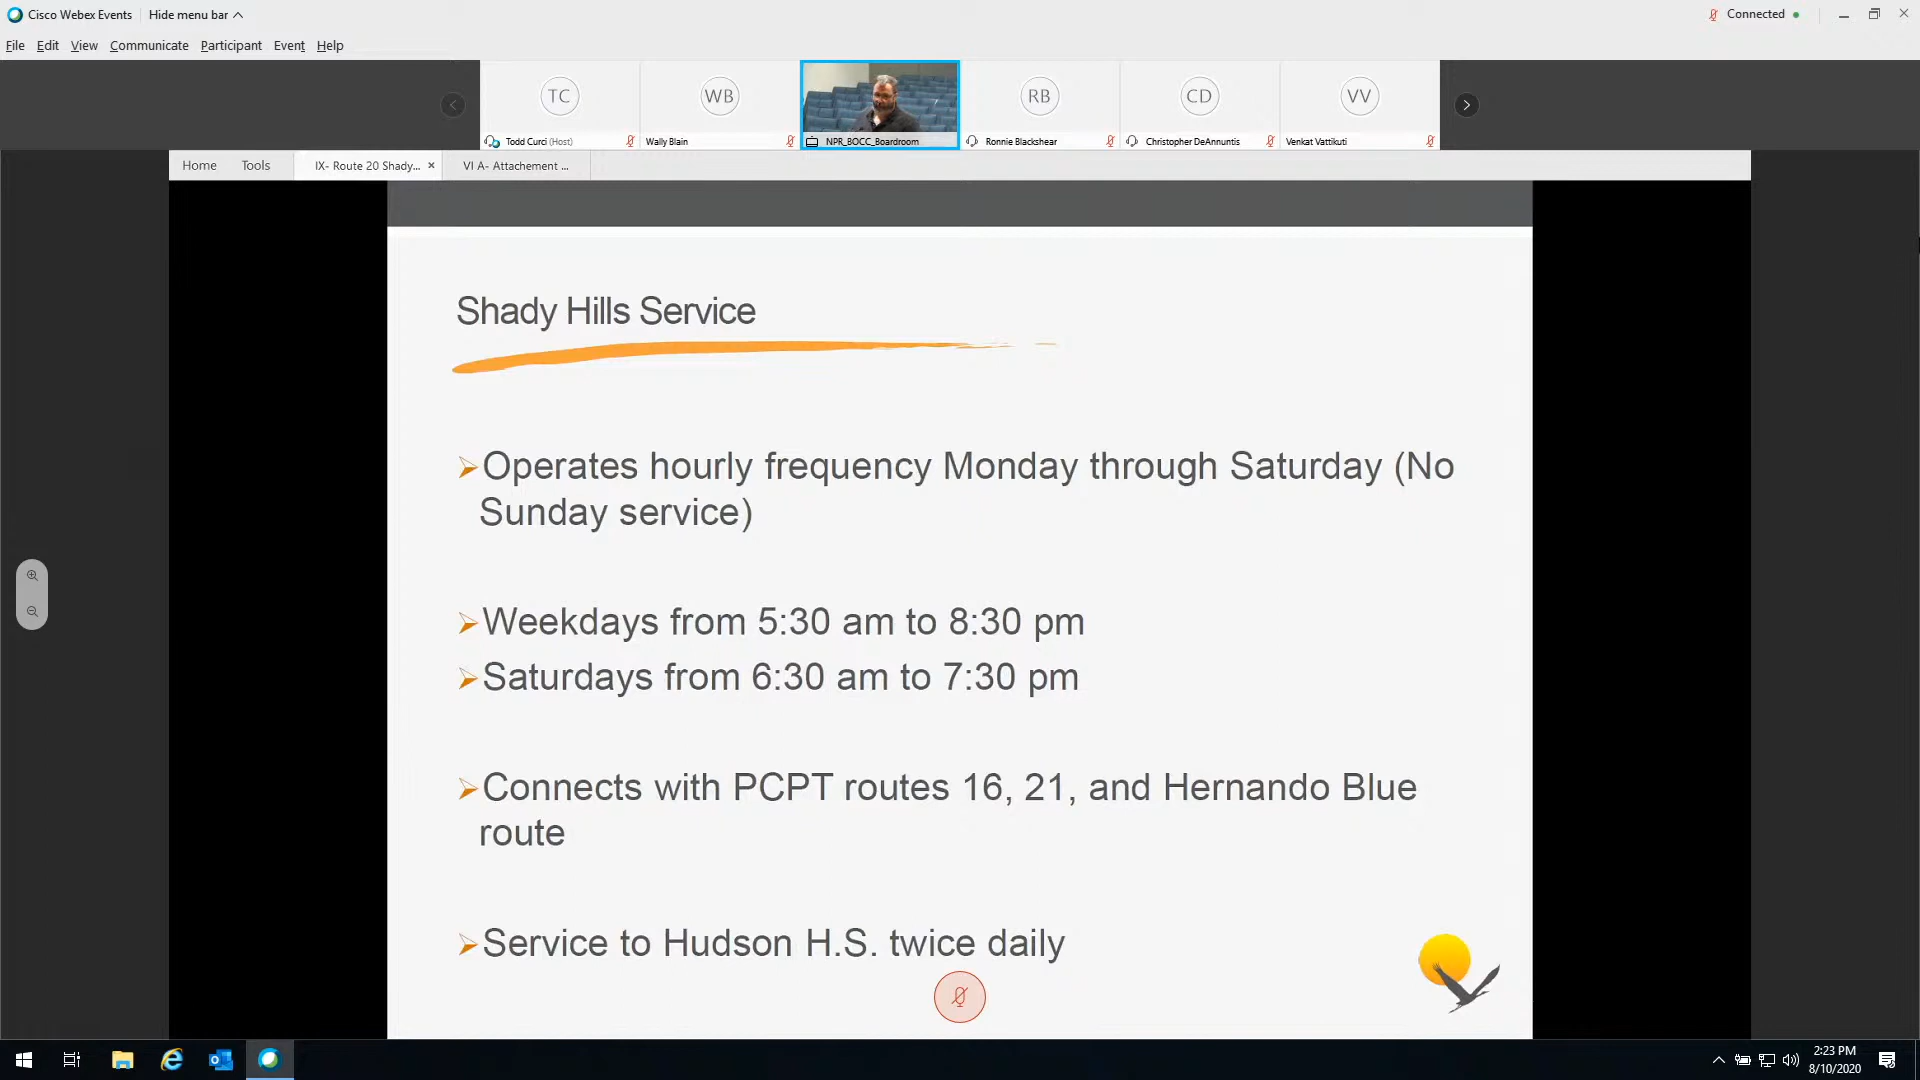 Cisco Webex Events Hide menu bar
Connected
File Edit View Communicate Participant Event Help
TC WB RB CD VV
Todd Curci (Host) Wally Blain NPR_BOCC_Boardroom Ronnie Blackshear Christopher DeAnnuntis Venkat Vattikuti
Home Tools IX- Route 20 Shady... × VI A- Attachement ...
Shady Hills Service
Operates hourly frequency Monday through Saturday (No
Sunday service)
Weekdays from 5:30 am to 8:30 pm
Saturdays from 6:30 am to 7:30 pm
Connects with PCPT routes 16, 21, and Hernando Blue
route
Service to Hudson H.S. twice daily
2:23 PM
8/10/2020